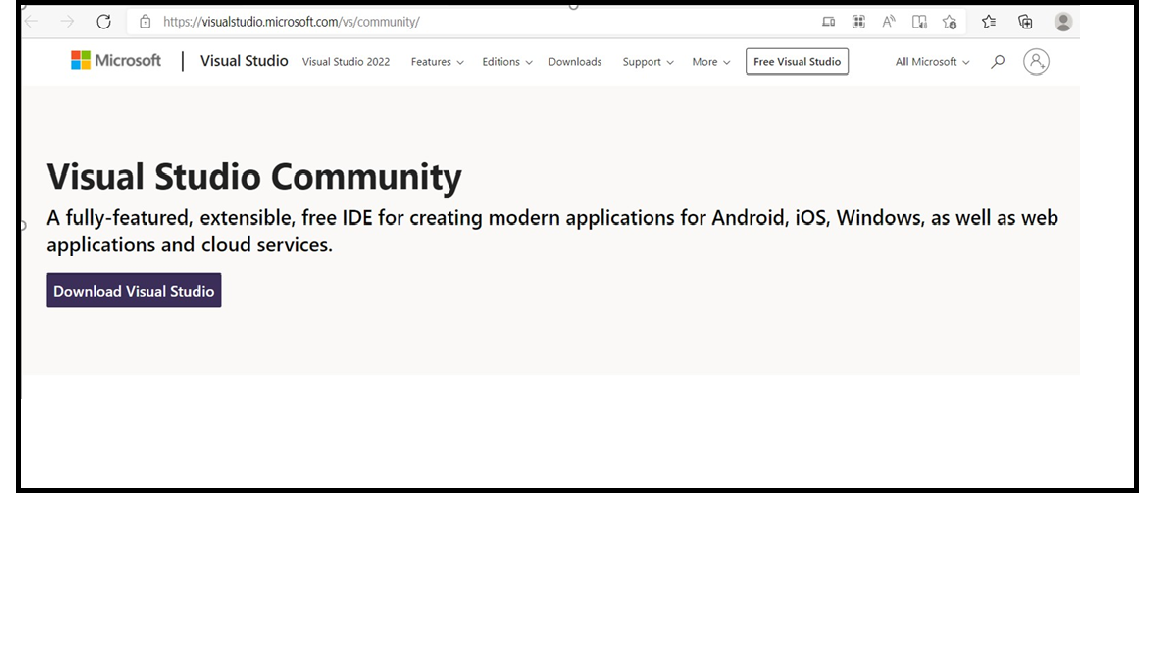 https://visualstudio.microsoft.com/vs/community/
Microsoft | Visual Studio Visual Studio 2022 Features Editions Downloads Support More Free Visual Studio All Microsoft
Visual Studio Community
A fully-featured, extensible, free IDE for creating modern applications for Android, iOS, Windows, as well as web
applications and cloud services.
Download Visual Studio